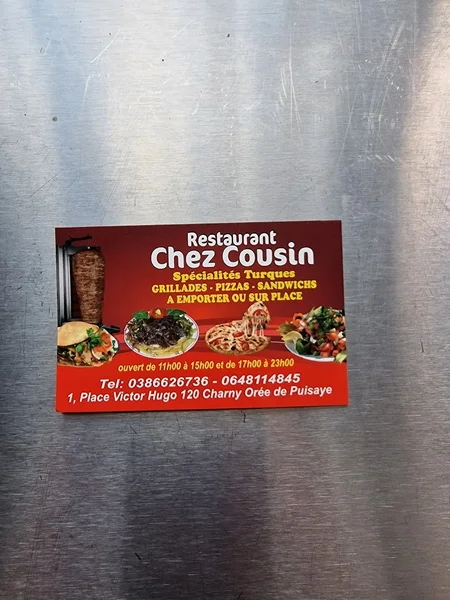 Restaurant
Chez Cousin
Spécialités Turques
GRILLADES - PIZZAS - SANDWICHS
A EMPORTER OU SUR PLACE
ouvert de 11h00 à 15h00 et de 17h00 à 23h00
Tel: 0386626736 - 0648114845
1, Place Victor Hugo 120 Charny Orée de Puisaye